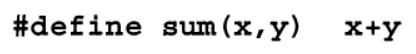 #define sum(x,y)  x+y